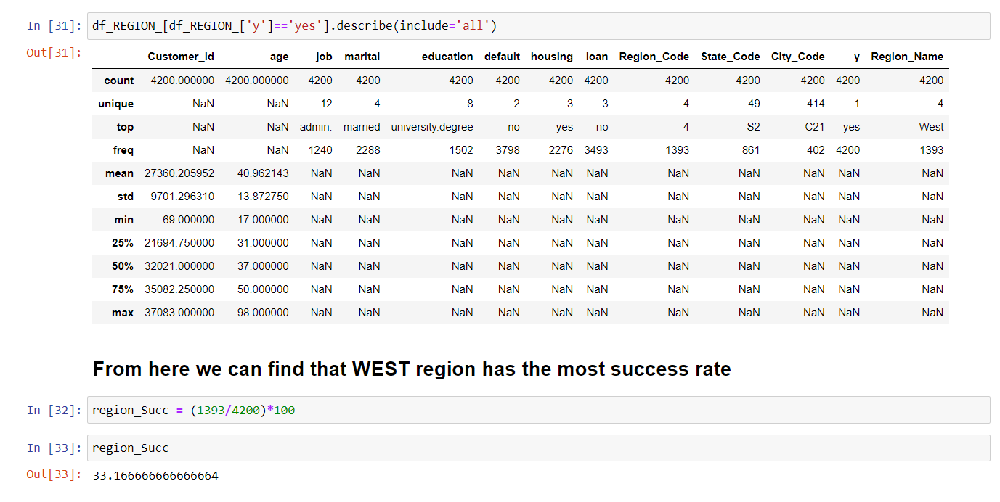 In [31]: df_REGION_[df_REGION_['y']=='yes'].describe(include='all')
Out[31]:
Customer_id age job marital education default housing loan Region_Code State_Code City_Code y Region_Name
count 4200.000000 4200.000000 4200 4200 4200 4200 4200 4200 4200 4200 4200 4200 4200
unique NaN NaN 12 4 8 2 3 3 4 49 414 1 4
top NaN NaN admin. married university.degree no yes no 4 S2 C21 yes West
freq NaN NaN 1240 2288 1502 3798 2276 3493 1393 861 402 4200 1393
mean 27360.205952 40.962143 NaN NaN NaN NaN NaN NaN NaN NaN NaN NaN NaN
std 9701.296310 13.872750 NaN NaN NaN NaN NaN NaN NaN NaN NaN NaN NaN
min 69.000000 17.000000 NaN NaN NaN NaN NaN NaN NaN NaN NaN NaN NaN
25% 21694.750000 31.000000 NaN NaN NaN NaN NaN NaN NaN NaN NaN NaN NaN
50% 32021.000000 37.000000 NaN NaN NaN NaN NaN NaN NaN NaN NaN NaN NaN
75% 35082.250000 50.000000 NaN NaN NaN NaN NaN NaN NaN NaN NaN NaN NaN
max 37083.000000 98.000000 NaN NaN NaN NaN NaN NaN NaN NaN NaN NaN NaN
From here we can find that WEST region has the most success rate
In [32]: region_Succ = (1393/4200)*100
In [33]: region_Succ
Out[33]: 33.166666666666664